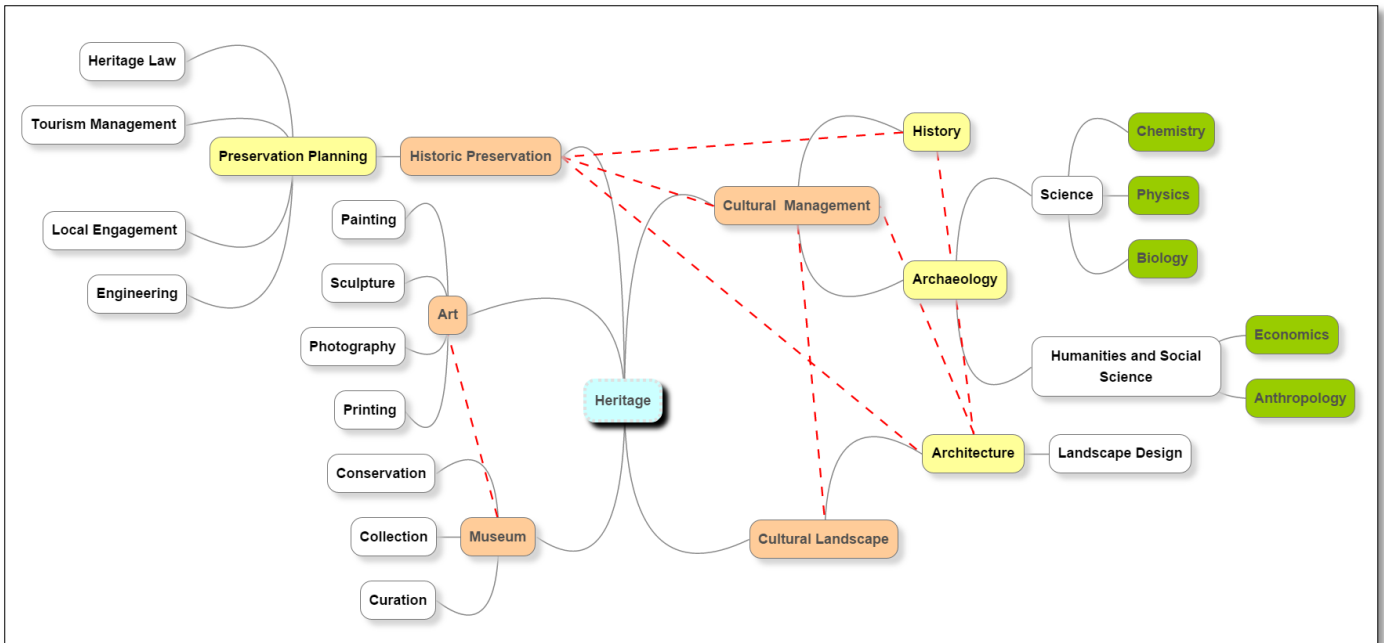 Heritage Law
Tourism Management
Preservation Planning
Historic Preservation
Local Engagement
Engineering
Painting
Sculpture
Art
Photography
Printing
Heritage
Conservation
Collection
Museum
Curation
History
Cultural  Management
Archaeology
Science
Chemistry
Physics
Biology
Humanities and Social
Science
Economics
Anthropology
Architecture
Landscape Design
Cultural Landscape